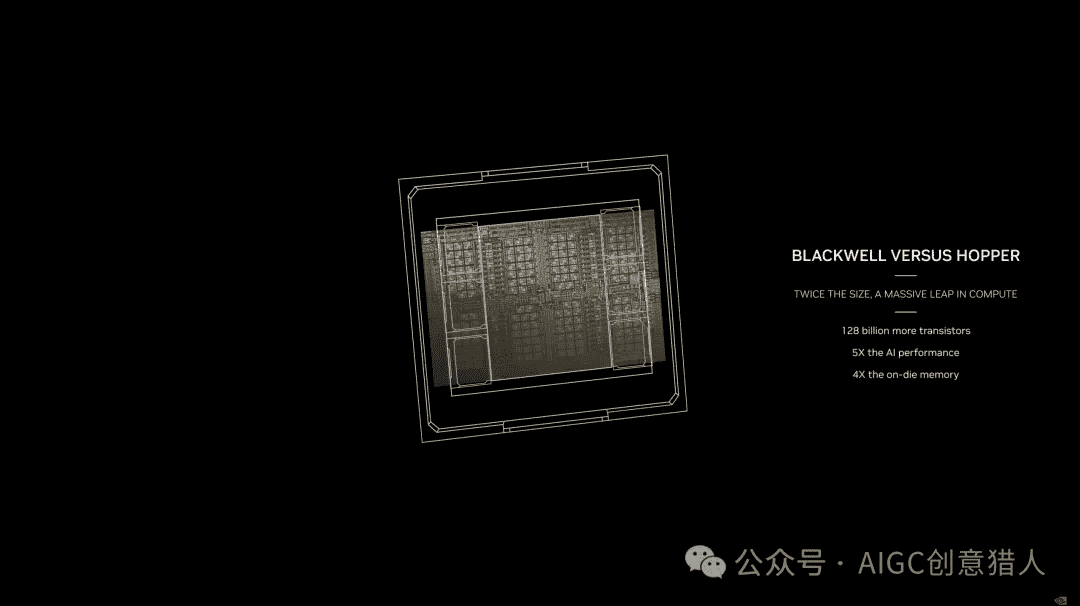 BLACKWELL VERSUS HOPPER
TWICE THE SIZE, A MASSIVE LEAP IN COMPUTE
128 billion more transistors
5X the AI performance
4X the on-die memory
公众号 · AIGC创意猎人